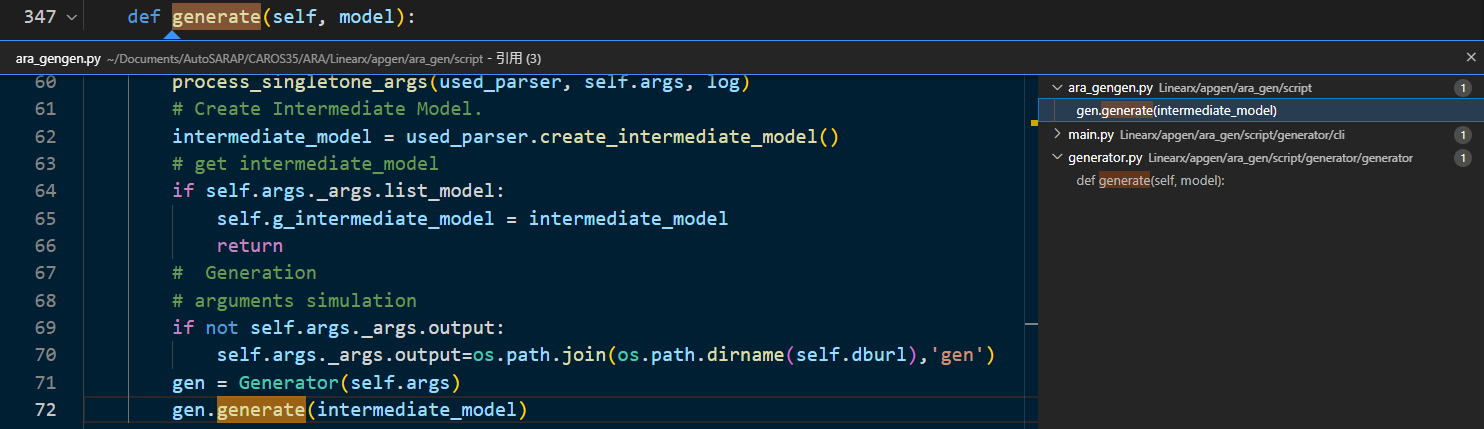 347 def generate(self, model):
ara_gengen.py ~/Documents/AutoSARAP/CAROS35/ARA/Linearx/apgen/ara_gen/script - 引用 (3)
60 process_singletone_args(used_parser, self.args, log)
61 # Create Intermediate Model.
62 intermediate_model = used_parser.create_intermediate_model()
63 # get intermediate_model
64 if self.args._args.list_model:
65 self.g_intermediate_model = intermediate_model
66 return
67 #  Generation
68 # arguments simulation
69 if not self.args._args.output:
70 self.args._args.output=os.path.join(os.path.dirname(self.dburl),'gen')
71 gen = Generator(self.args)
72 gen.generate(intermediate_model)
ara_gengen.py Linearx/apgen/ara_gen/script 1
gen.generate(intermediate_model)
main.py Linearx/apgen/ara_gen/script/generator/cli 1
generator.py Linearx/apgen/ara_gen/script/generator/generator 1
def generate(self, model):